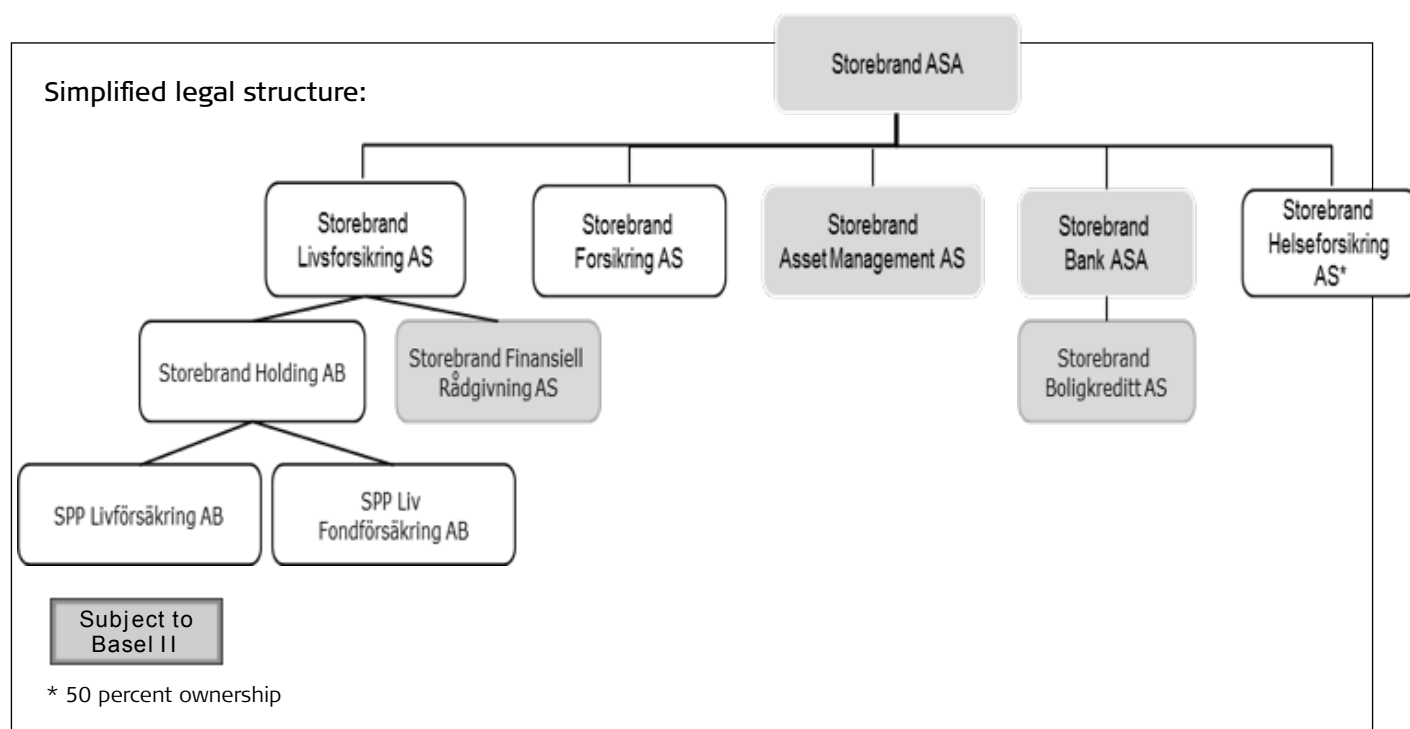 Storebrand ASA
Simplified legal structure:
Storebrand
Livsforsikring AS
Storebrand
Forsikring AS
Storebrand
Asset Management AS
Storebrand
Bank ASA
Storebrand
Helseforsikring
AS*
Storebrand Holding AB
Storebrand Finansiell
Rådgivning AS
Storebrand
Boligkreditt AS
SPP Livförsäkring AB
SPP Liv
Fondförsäkring AB
Subject to
Basel II
* 50 percent ownership